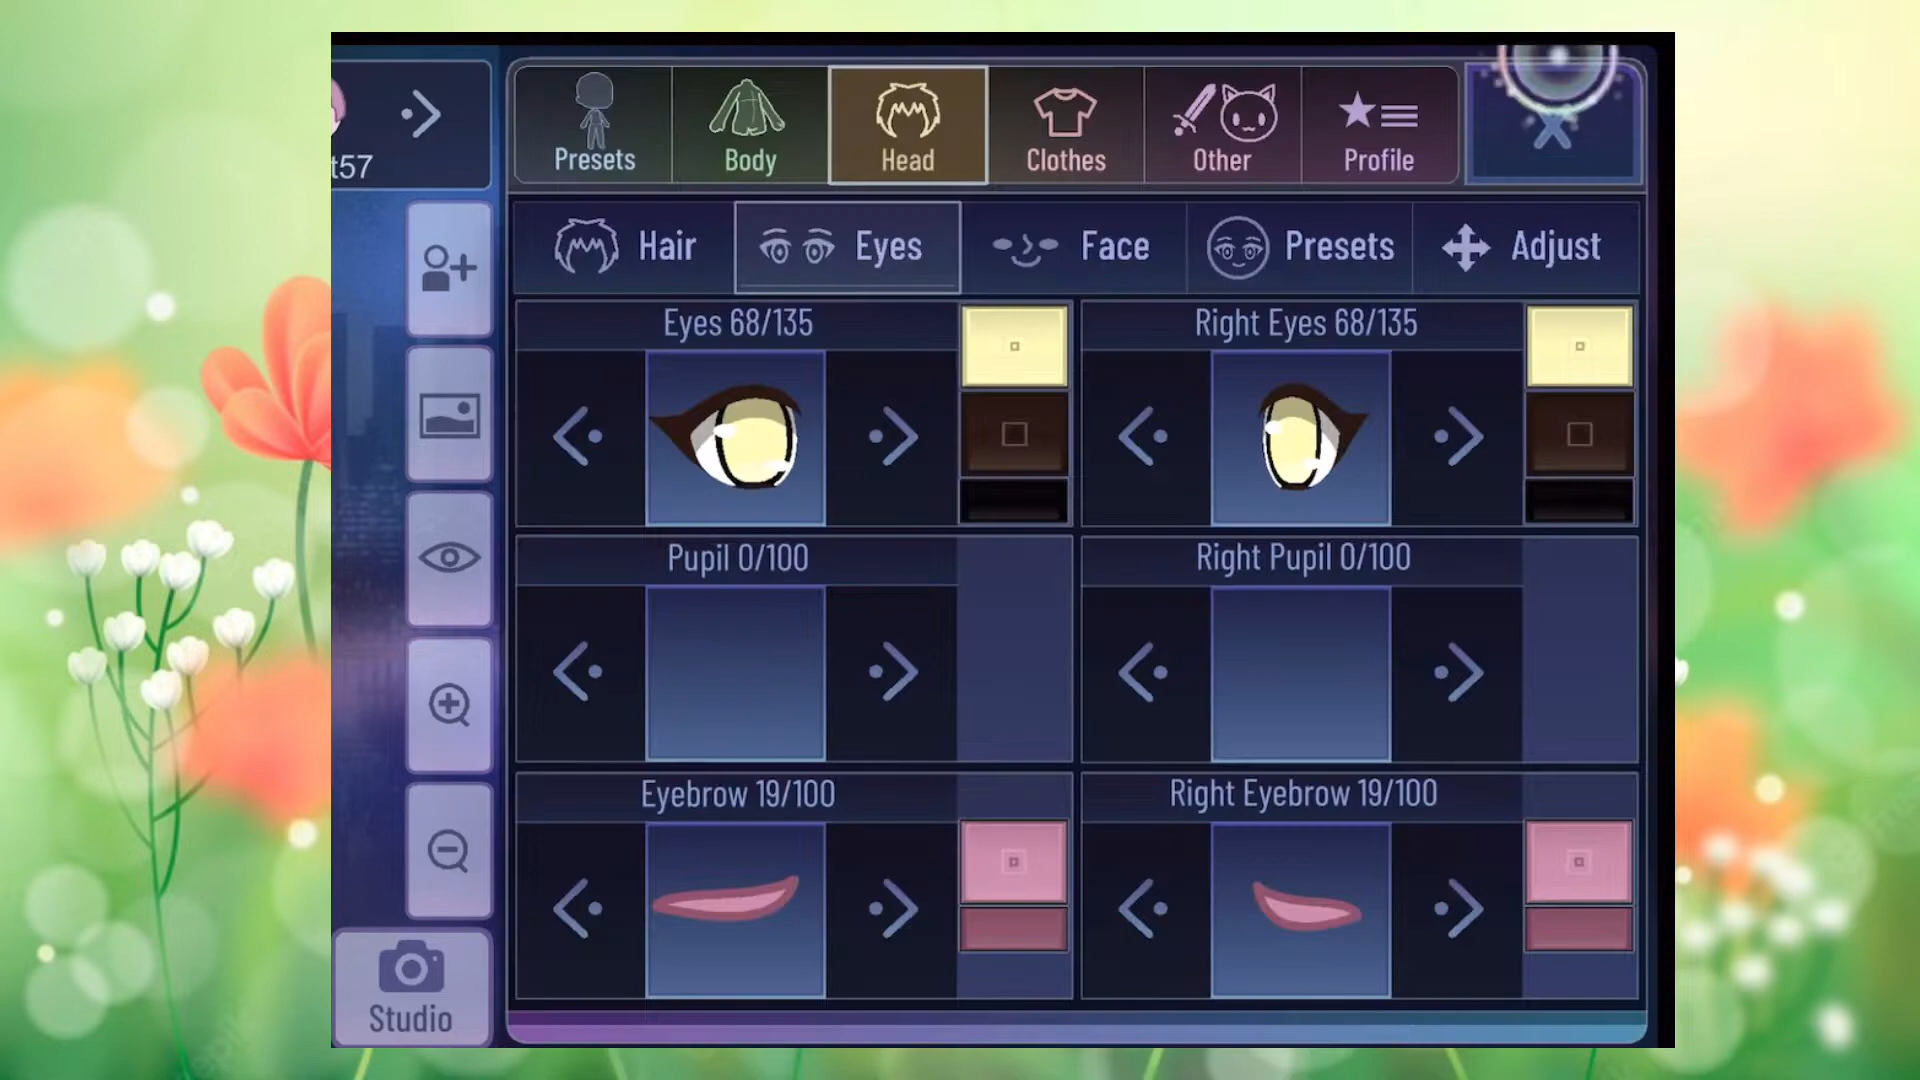 t57
Presets
Body
Head
Clothes
Other
Profile
Hair
Eyes
Face
Presets
Adjust
Eyes 68/135
Right Eyes 68/135
Pupil 0/100
Right Pupil 0/100
Eyebrow 19/100
Right Eyebrow 19/100
Studio